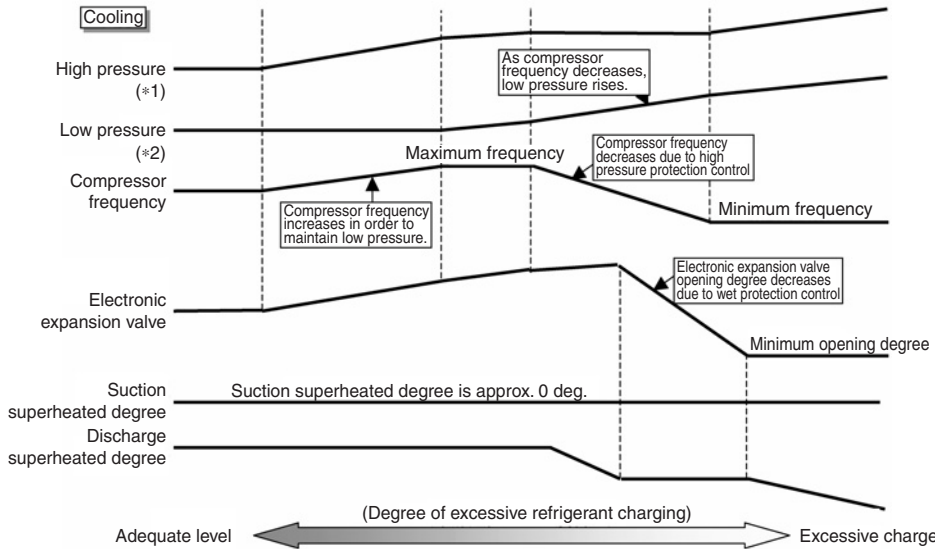 Cooling
High pressure
(*1)
As compressor
frequency decreases,
low pressure rises.
Low pressure
(*2)
Maximum frequency
Compressor frequency
decreases due to high
pressure protection control
Compressor
frequency
Compressor frequency
increases in order to
maintain low pressure.
Minimum frequency
Electronic expansion valve
opening degree decreases
due to wet protection control
Electronic
expansion valve
Minimum opening degree
Suction
superheated degree
Suction superheated degree is approx. 0 deg.
Discharge
superheated degree
(Degree of excessive refrigerant charging)
Adequate level
Excessive charge